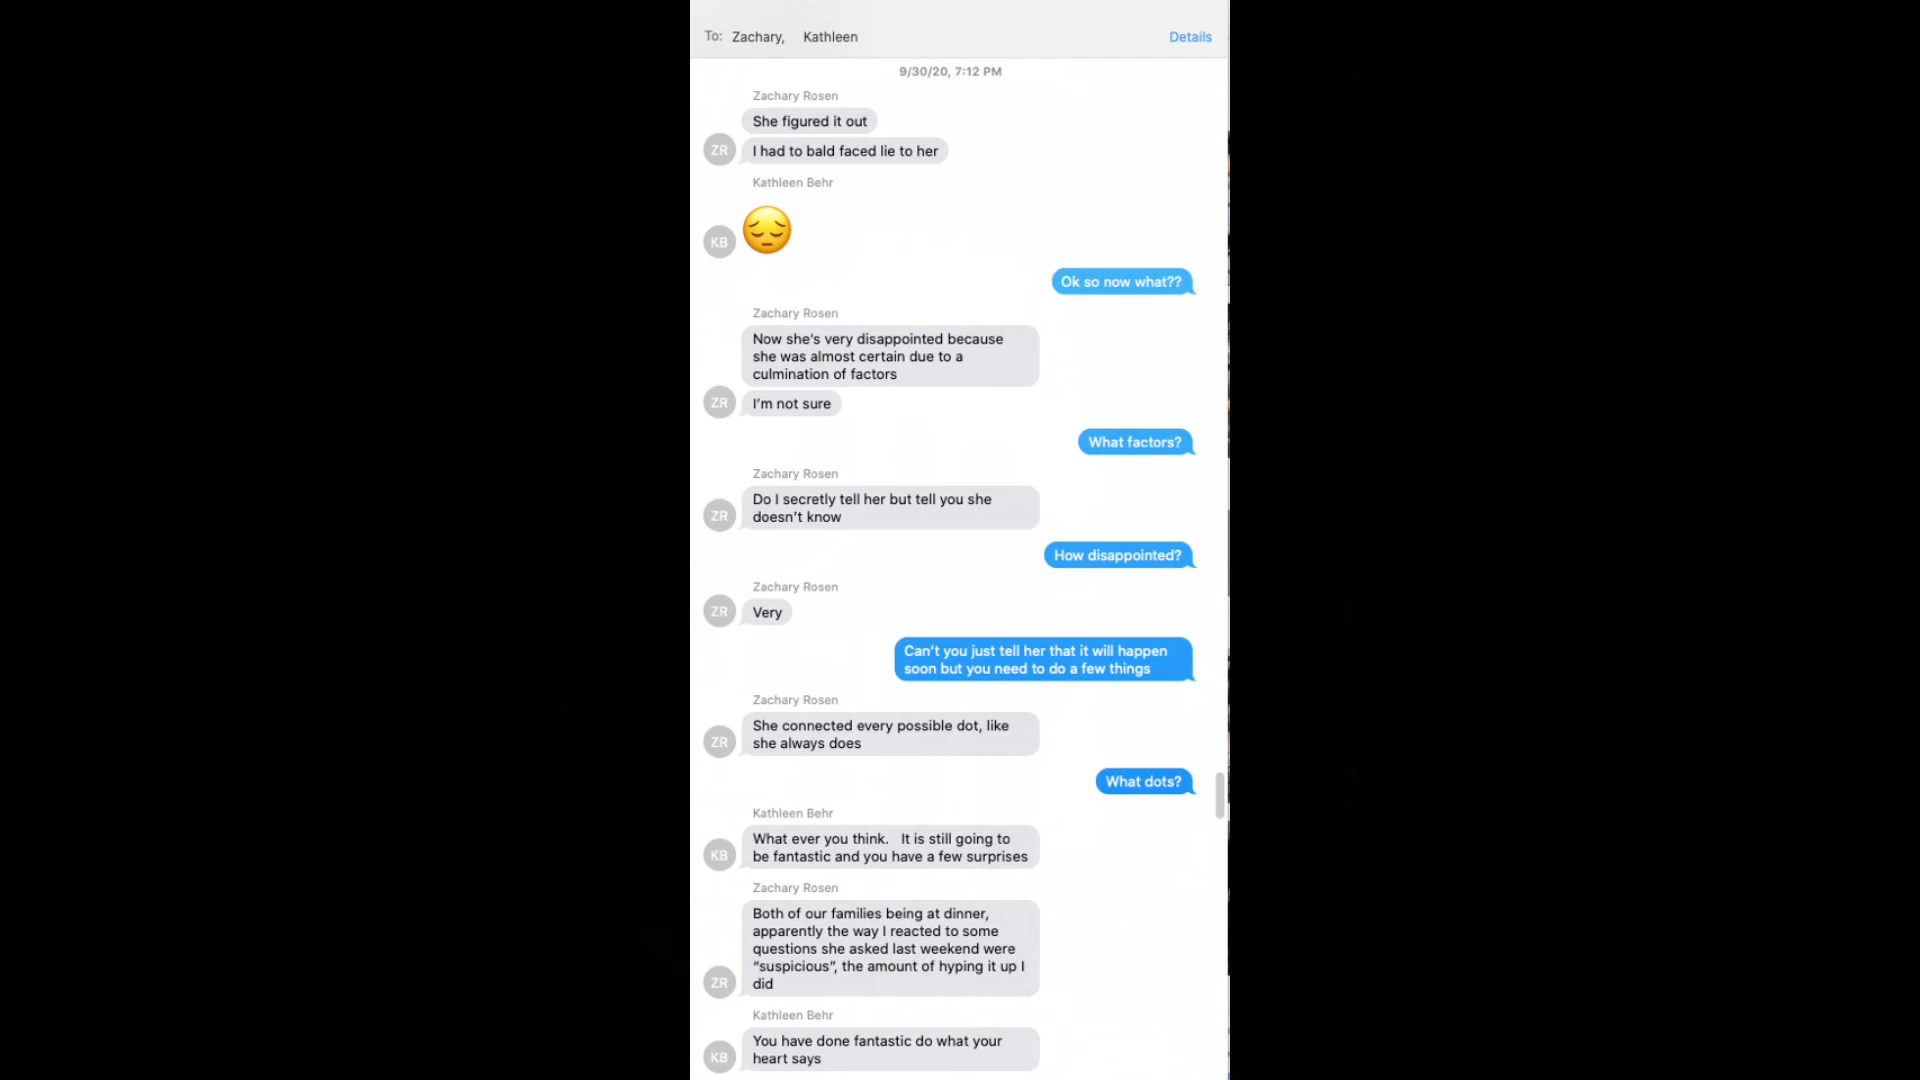 To: Zachary, Kathleen
Details
9/30/20, 7:12 PM
Zachary Rosen
She figured it out
ZR
I had to bald faced lie to her
Kathleen Behr
KB
Ok so now what??
Zachary Rosen
Now she's very disappointed because
she was almost certain due to a
culmination of factors
ZR
I'm not sure
What factors?
Zachary Rosen
Do I secretly tell her but tell you she
doesn't know
ZR
How disappointed?
Zachary Rosen
ZR
Very
Can't you just tell her that it will happen
soon but you need to do a few things
Zachary Rosen
She connected every possible dot, like
she always does
ZR
What dots?
Kathleen Behr
What ever you think. It is still going to
be fantastic and you have a few surprises
KB
Zachary Rosen
Both of our families being at dinner,
apparently the way I reacted to some
questions she asked last weekend were
"suspicious", the amount of hyping it up I
did
ZR
Kathleen Behr
You have done fantastic do what your
heart says
KB